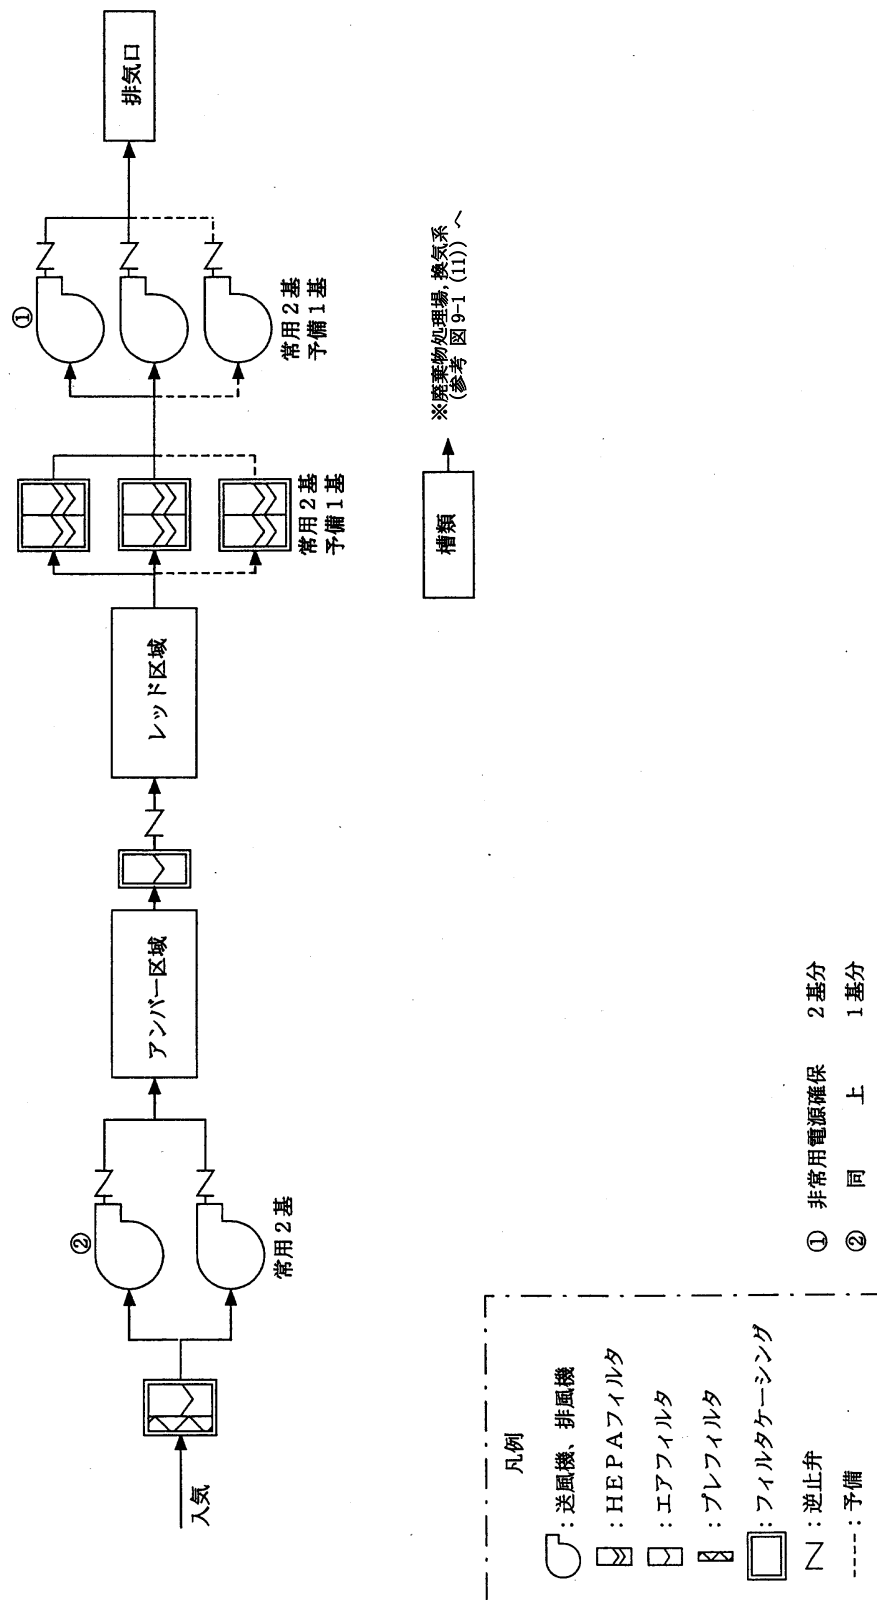 入気
②
常用2基
アンバー区域
レッド区域
常用2基
予備1基
①
常用2基
予備1基
排気口
槽類
※廃棄物処理場,換気系
(参考 図9-1 (11)) へ
凡例
:送風機、排風機
:HEPAフィルタ
:エアフィルタ
:プレフィルタ
:フィルタケーシング
:逆止弁
:予備
① 非常用電源確保 2基分
② 同 上 1基分